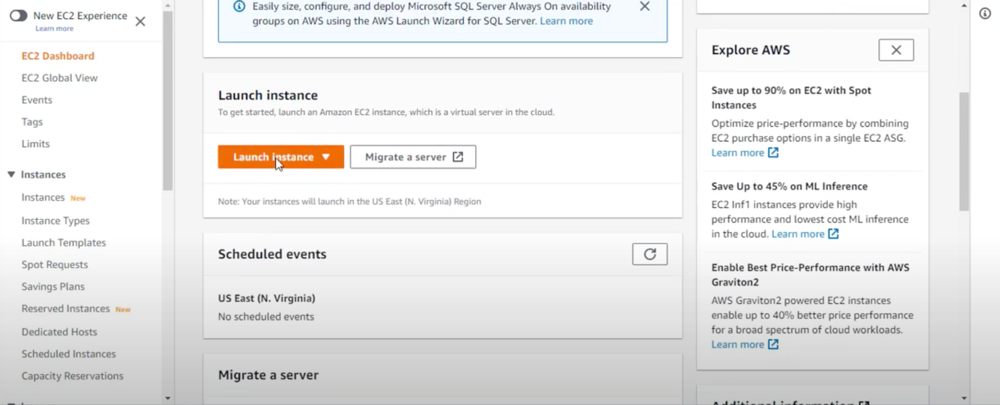 New EC2 Experience
Learn more
EC2 Dashboard
EC2 Global View
Events
Tags
Limits
Instances
Instances New
Instance Types
Launch Templates
Spot Requests
Savings Plans
Reserved Instances New
Dedicated Hosts
Scheduled Instances
Capacity Reservations
Easily size, configure, and deploy Microsoft SQL Server Always On availability
groups on AWS using the AWS Launch Wizard for SQL Server. Learn more
Launch instance
To get started, launch an Amazon EC2 instance, which is a virtual server in the cloud.
Launch instance
Migrate a server
Note: Your instances will launch in the US East (N. Virginia) Region
Scheduled events
US East (N. Virginia)
No scheduled events
Migrate a server
Explore AWS
Save up to 90% on EC2 with Spot
Instances
Optimize price-performance by combining
EC2 purchase options in a single EC2 ASG.
Learn more
Save Up to 45% on ML Inference
EC2 Inf1 instances provide high
performance and lowest cost ML inference
in the cloud. Learn more
Enable Best Price-Performance with AWS
Graviton2
AWS Graviton2 powered EC2 instances
enable up to 40% better price performance
for a broad spectrum of cloud workloads.
Learn more
Additional information